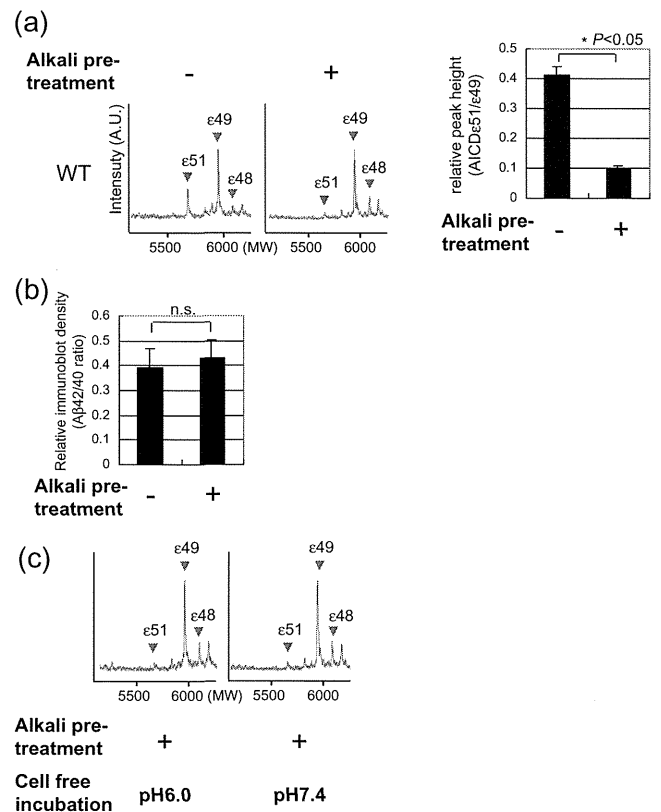 (a)
Alkali pre-
treatment
-
+
WT
Intensuty (A.U.)
ε51
ε49
ε48
ε51
ε49
ε48
5500
6000 (MW)
5500
6000
* P<0.05
relative peak height
(AICDε51/ε49)
0.5
0.4
0.3
0.2
0.1
0
Alkali pre-
treatment
-
+
(b)
Relative immunoblot density
(Aβ42/40 ratio)
n.s.
0.6
0.5
0.4
0.3
0.2
0.1
0
Alkali pre-
treatment
-
+
(c)
ε49
ε51
ε48
ε49
ε51
ε48
5500
6000 (MW)
5500
6000
Alkali pre-
treatment
+
+
Cell free
incubation
pH6.0
pH7.4